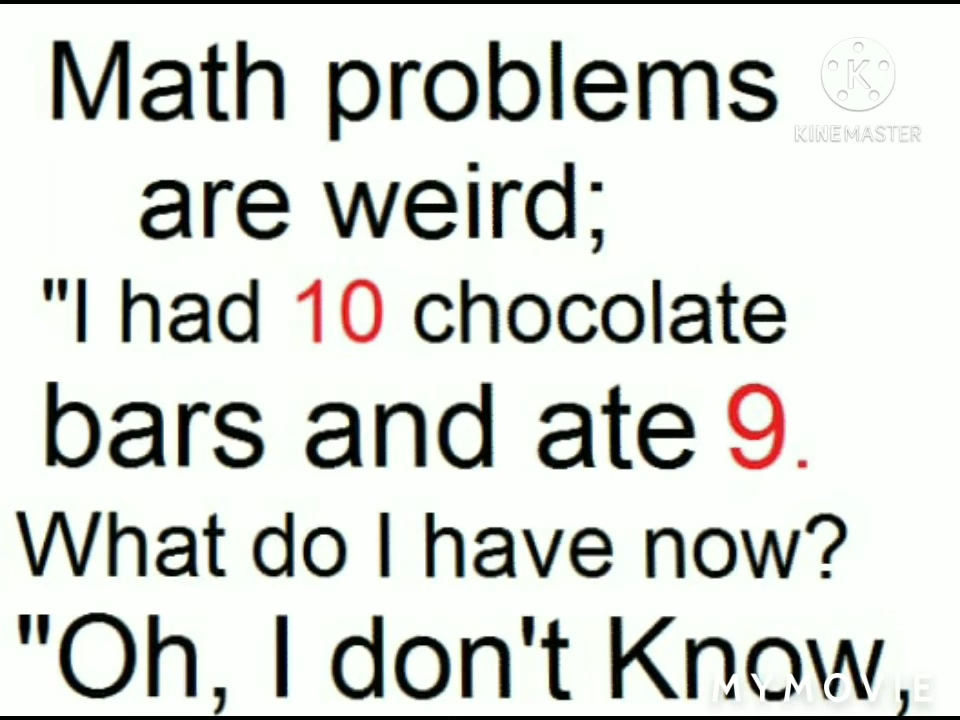 Math problems
are weird;
"I had 10 chocolate
bars and ate 9.
What do I have now?
"Oh, I don't Know,
K
KINEMASTER
MYMOVIE